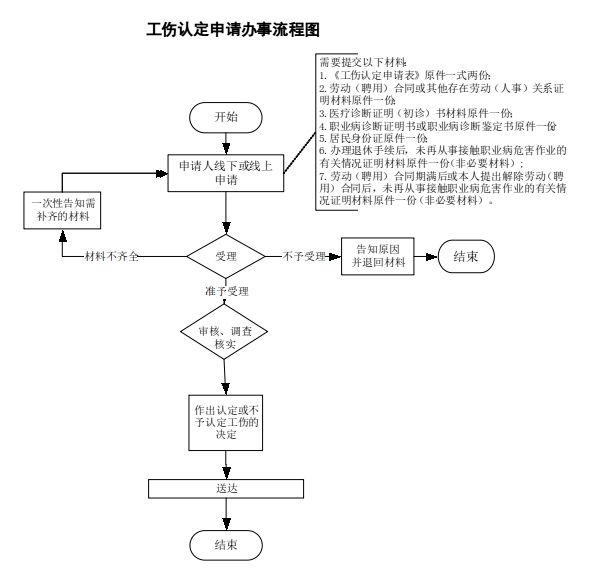 工伤认定申请办事流程图
需要提交以下材料:
1.《工伤认定申请表》原件一式两份;
2.劳动（聘用）合同或其他存在劳动（人事）关系证
明材料原件一份;
3.医疗诊断证明（初诊）书材料原件一份;
4.职业病诊断证明书或职业病诊断鉴定书原件一份;
5.居民身份证原件一份;
6.办理退休手续后，未再从事接触职业病危害作业的
有关情况证明材料原件一份(非必要材料）;
7.劳动（聘用）合同期满后或本人提出解除劳动（聘
用）合同后，未再从事接触职业病危害作业的有关情
况证明材料原件一份(非必要材料）。
开始
申请人线下或线上
申请
一次性告知需
补齐的材料
材料不齐全
受理
不予受理
告知原因
并退回材料
结束
准予受理
审核、调查
核实
作出认定或不
予认定工伤的
决定
送达
结束